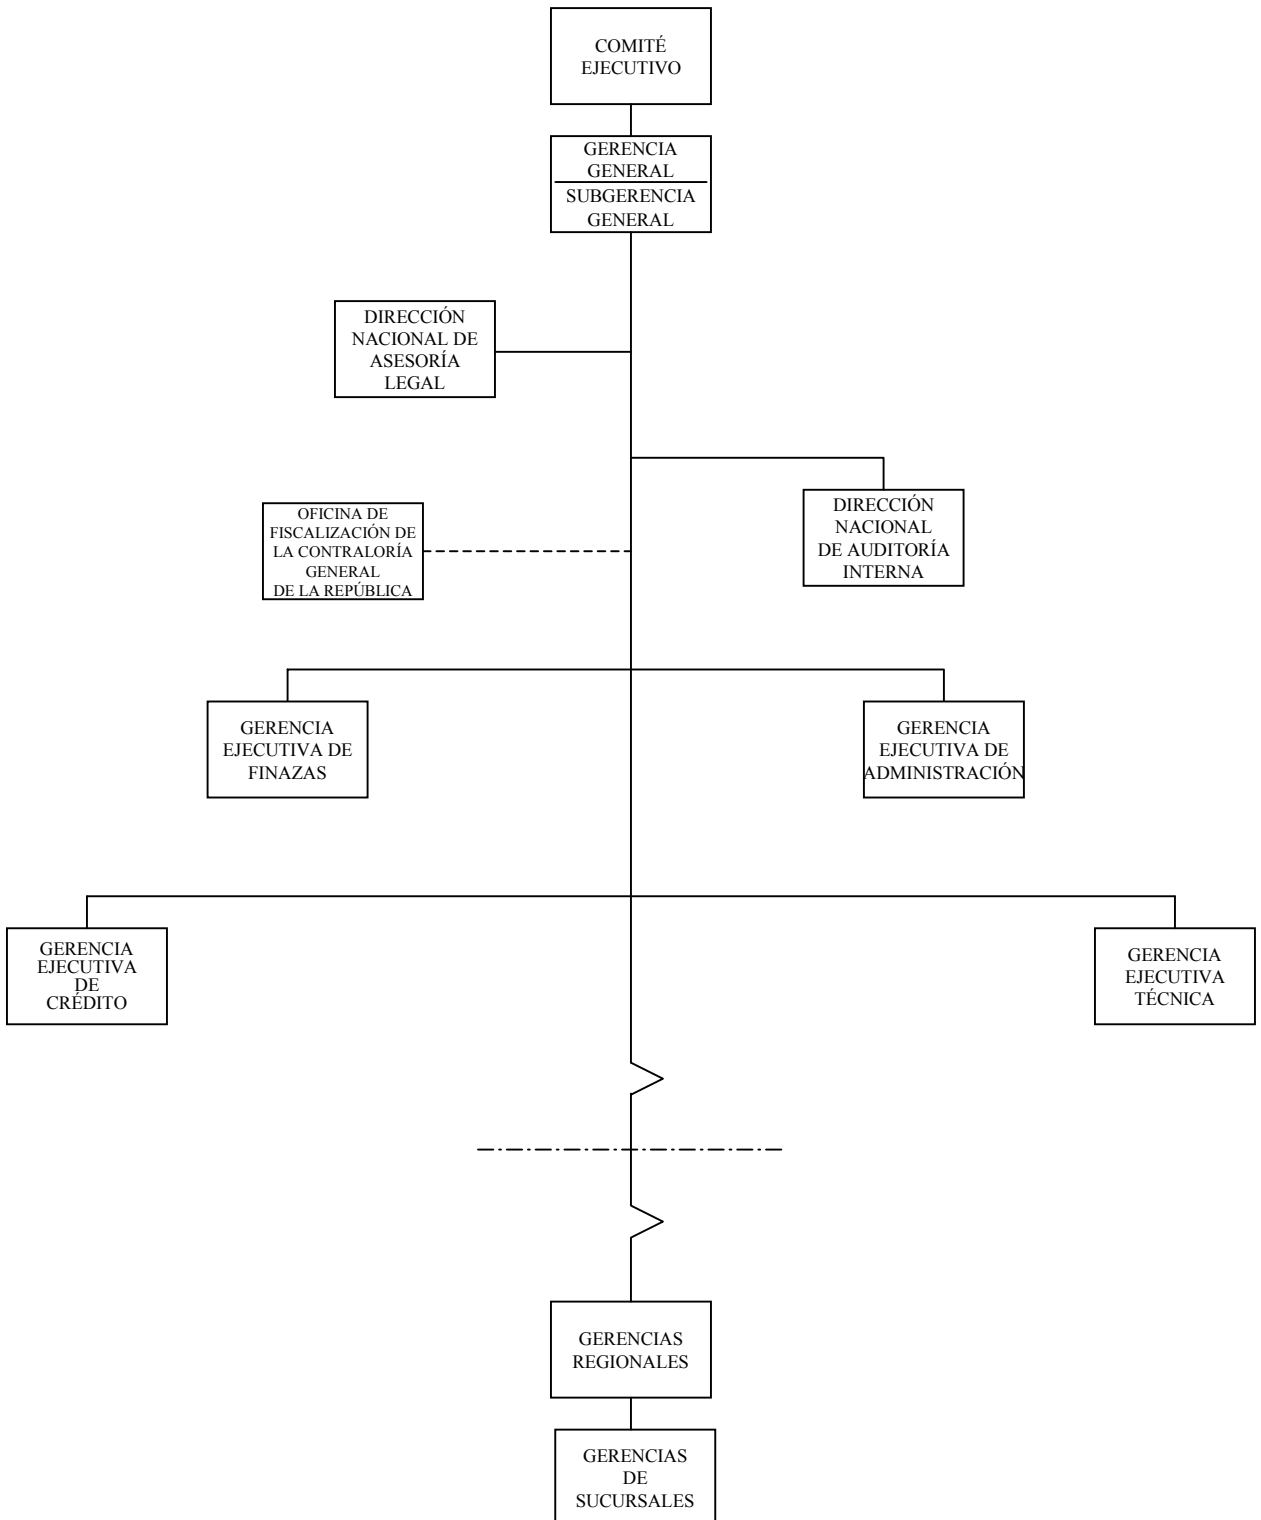 COMITÉ
EJECUTIVO
GERENCIA
GENERAL
SUBGERENCIA
GENERAL
DIRECCIÓN
NACIONAL DE
ASESORÍA
LEGAL
DIRECCIÓN
NACIONAL
DE AUDITORÍA
INTERNA
OFICINA DE
FISCALIZACIÓN DE
LA CONTRALORÍA
GENERAL
DE LA REPÚBLICA
GERENCIA
EJECUTIVA DE
FINAZAS
GERENCIA
EJECUTIVA DE
ADMINISTRACIÓN
GERENCIA
EJECUTIVA
DE
CRÉDITO
GERENCIA
EJECUTIVA
TÉCNICA
GERENCIAS
REGIONALES
GERENCIAS
DE
SUCURSALES